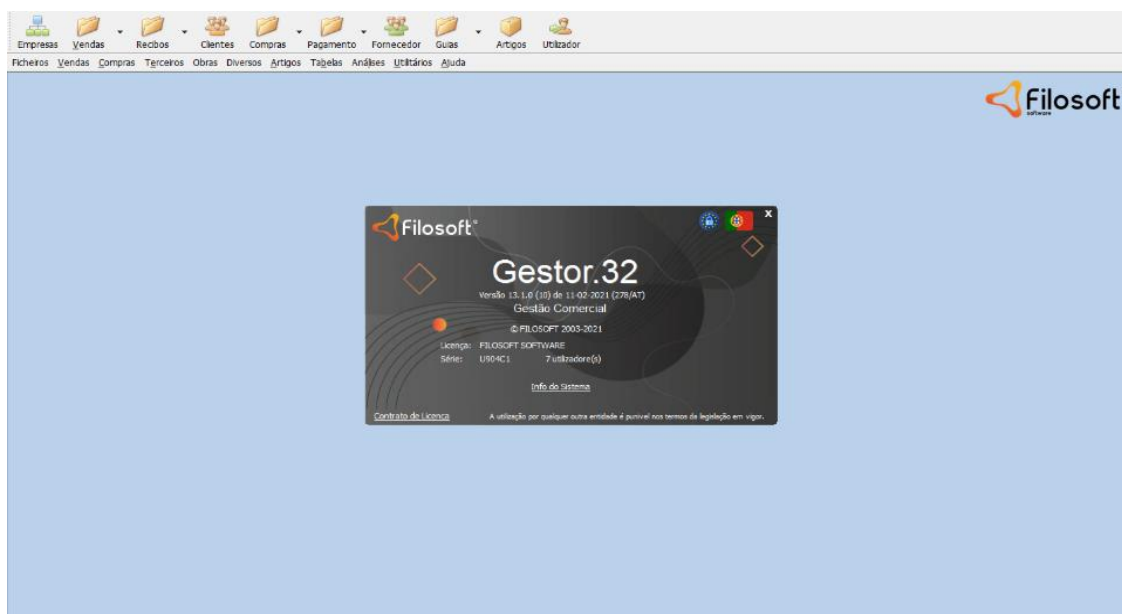 Empresas Vendas Recibos Clientes Compras Pagamento Fornecedor Guias Artigos Utilizador
Ficheiros Vendas Compras Terceiros Obras Diversos Artigos Tabelas Análises Utilitários Ajuda
Filosoft
software
Filosoft®
x
Gestor.32
Versão 13.1.0 (10) de 11-02-2021 (278/AT)
Gestão Comercial
© FILOSOFT 2003-2021
Licença: FILOSOFT SOFTWARE
Série: U904C1 7 utilizadore(s)
Info do Sistema
Contrato de Licença A utilização por qualquer outra entidade é punível nos termos da legislação em vigor.